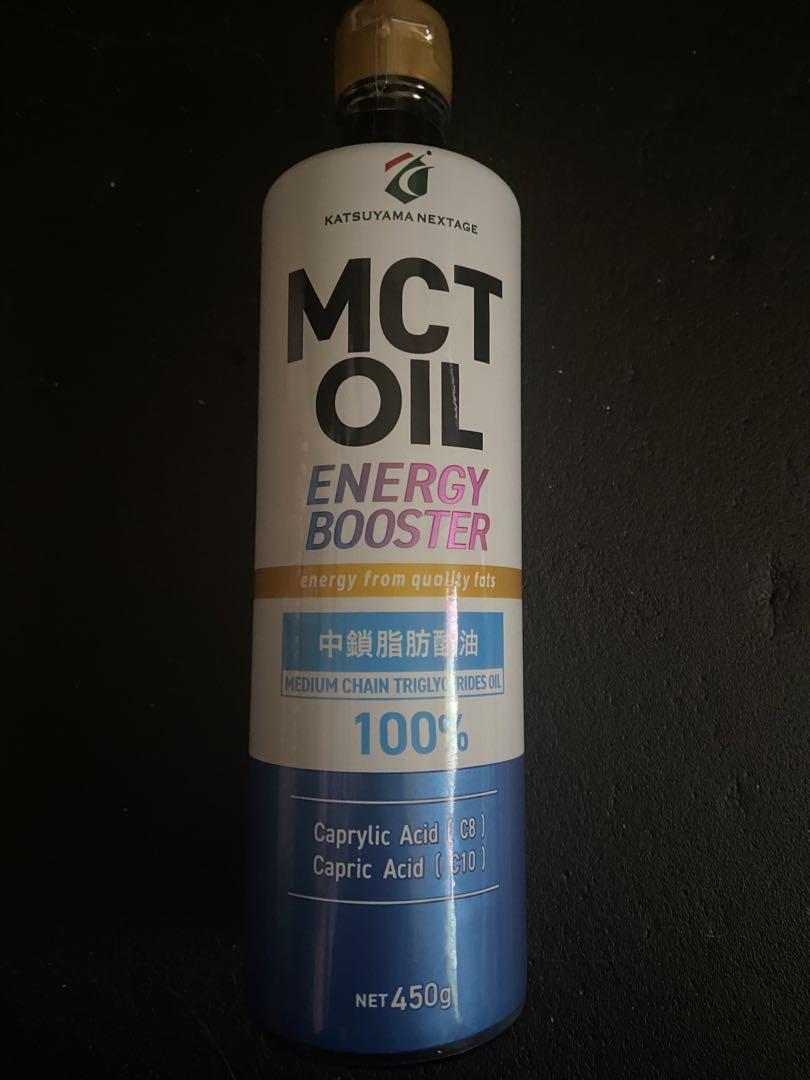 KATSUYAMA NEXTAGE
MCT
OIL
ENERGY
BOOSTER
energy from quality fats
中鎖脂肪酸油
MEDIUM CHAIN TRIGLYCERIDES OIL
100%
Caprylic Acid ( C8 )
Capric Acid ( C10 )
NET 450g